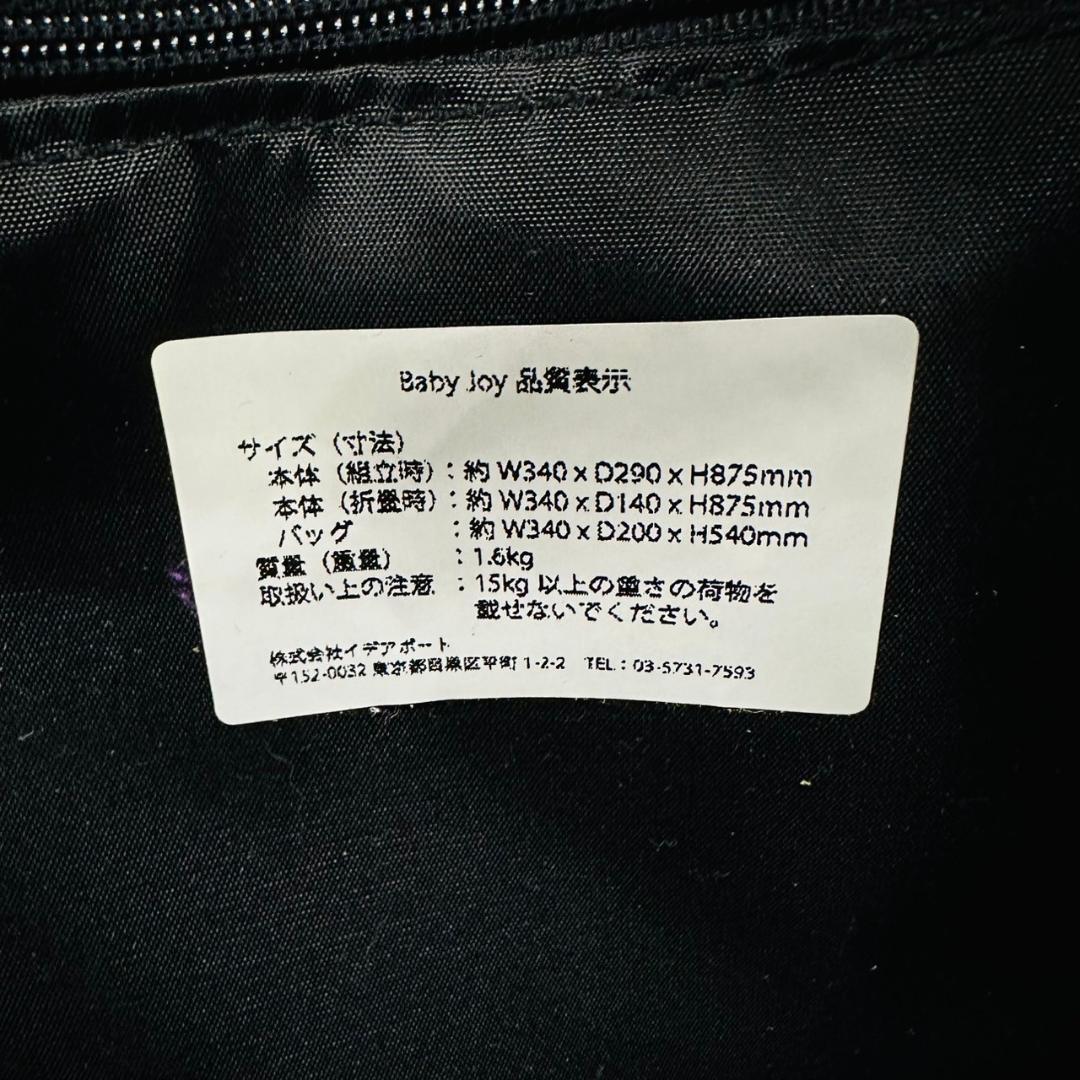 Baby Joy 品質表示
サイズ（寸法）
本体（組立時）：約 W340 x D290 x H875mm
本体（折畳時）：約 W340 x D140 x H875mm
バッグ ：約 W340 x D200 x H540mm
質量（重量） ：1.6kg
取扱い上の注意 ：15kg 以上の重さの荷物を
載せないでください。
株式会社イデアポート
〒152-0032 東京都目黒区平町 1-2-2 TEL：03-5731-7593